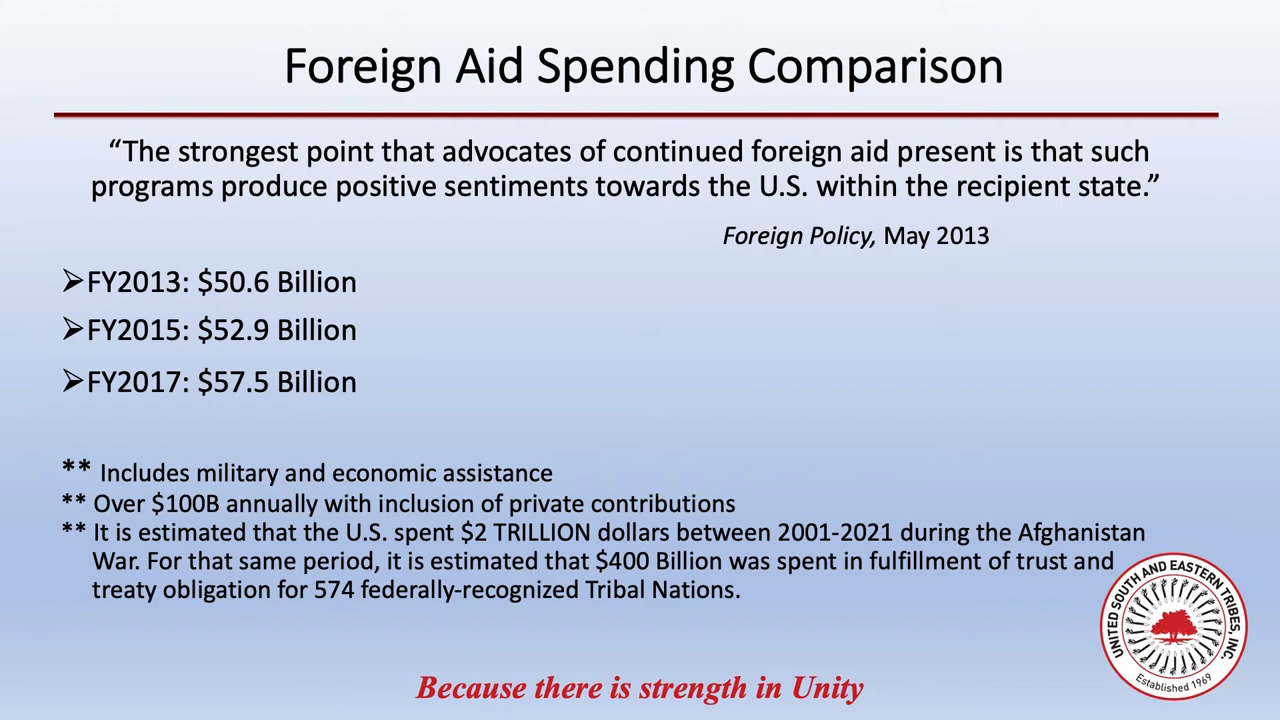 Foreign Aid Spending Comparison
“The strongest point that advocates of continued foreign aid present is that such
programs produce positive sentiments towards the U.S. within the recipient state.”
Foreign Policy, May 2013
➢FY2013: $50.6 Billion
➢FY2015: $52.9 Billion
➢FY2017: $57.5 Billion
** Includes military and economic assistance
** Over $100B annually with inclusion of private contributions
** It is estimated that the U.S. spent $2 TRILLION dollars between 2001-2021 during the Afghanistan
War. For that same period, it is estimated that $400 Billion was spent in fulfillment of trust and
treaty obligation for 574 federally-recognized Tribal Nations.
UNITED SOUTH AND EASTERN TRIBES, INC.
Established 1969
Because there is strength in Unity